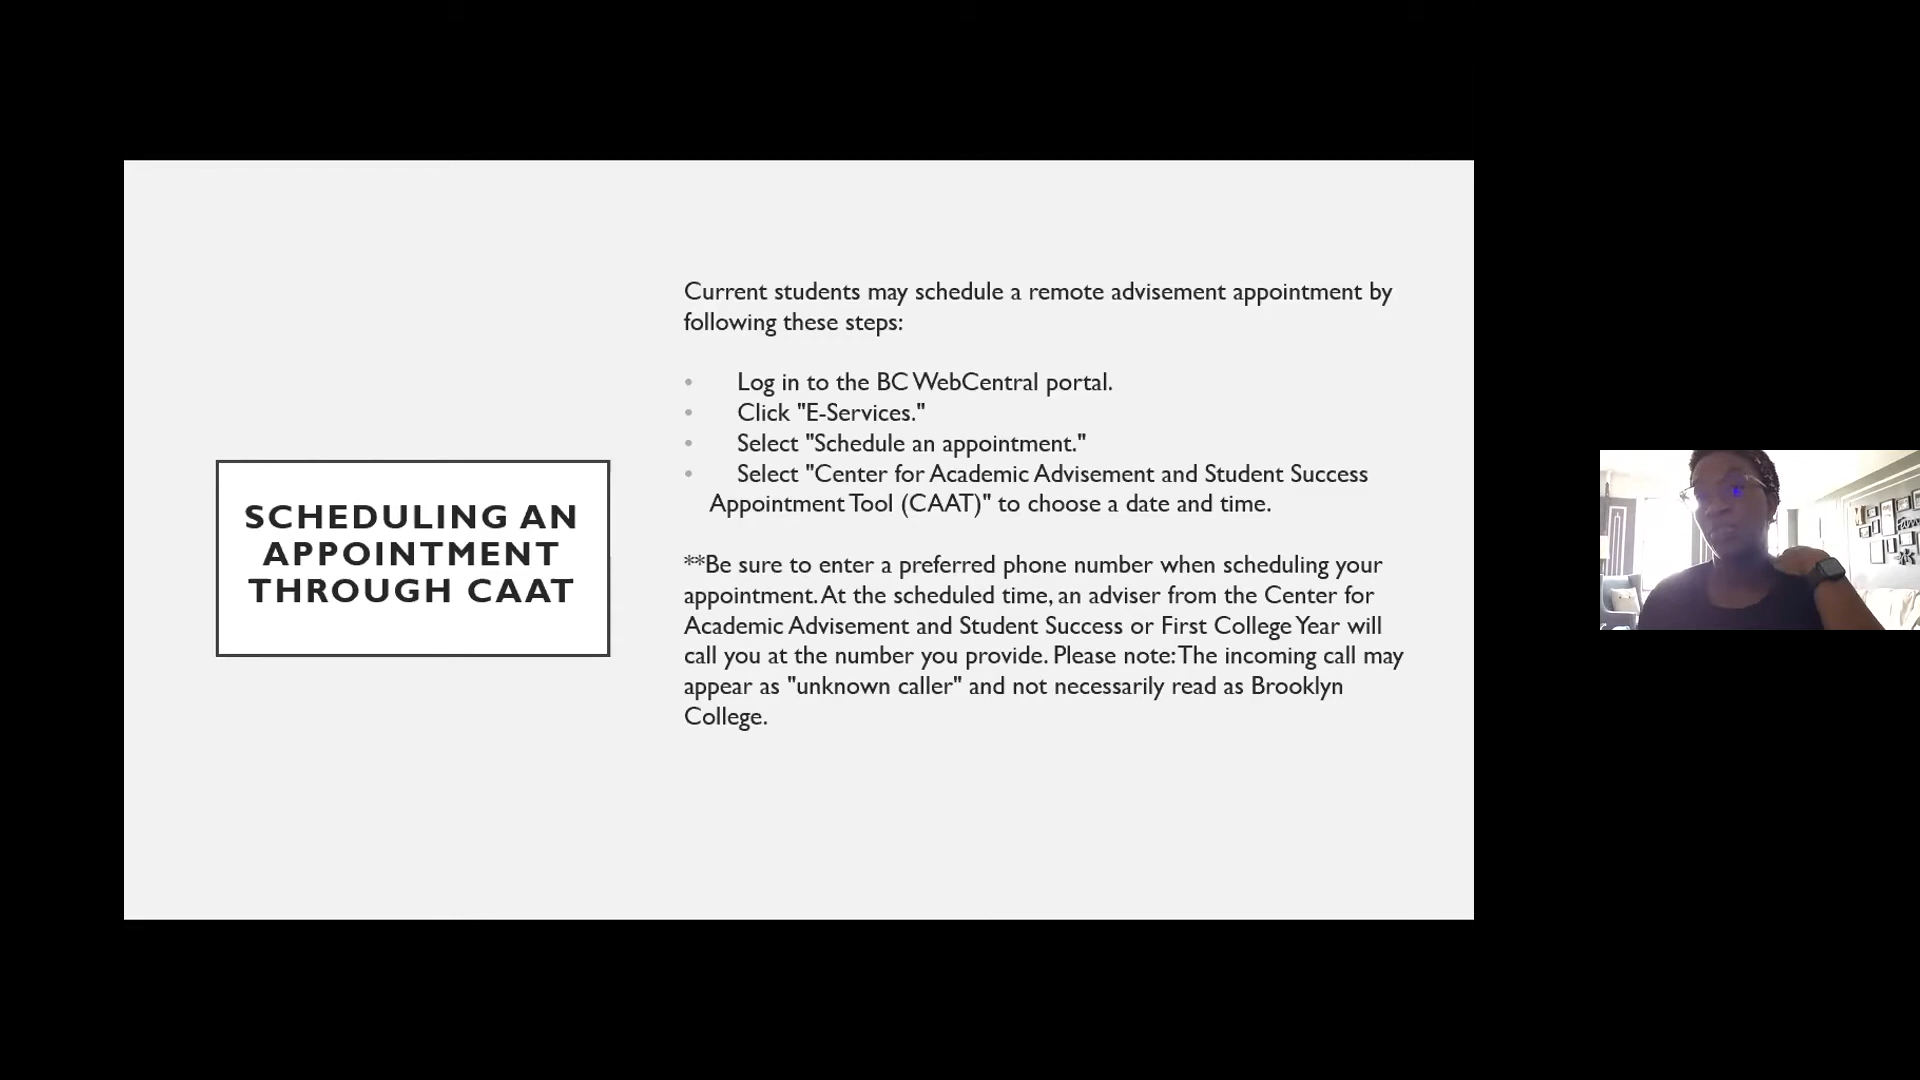 SCHEDULING AN
APPOINTMENT
THROUGH CAAT
Current students may schedule a remote advisement appointment by
following these steps:
• Log in to the BC WebCentral portal.
• Click "E-Services."
• Select "Schedule an appointment."
• Select "Center for Academic Advisement and Student Success
Appointment Tool (CAAT)" to choose a date and time.
**Be sure to enter a preferred phone number when scheduling your
appointment. At the scheduled time, an adviser from the Center for
Academic Advisement and Student Success or First College Year will
call you at the number you provide. Please note: The incoming call may
appear as "unknown caller" and not necessarily read as Brooklyn
College.